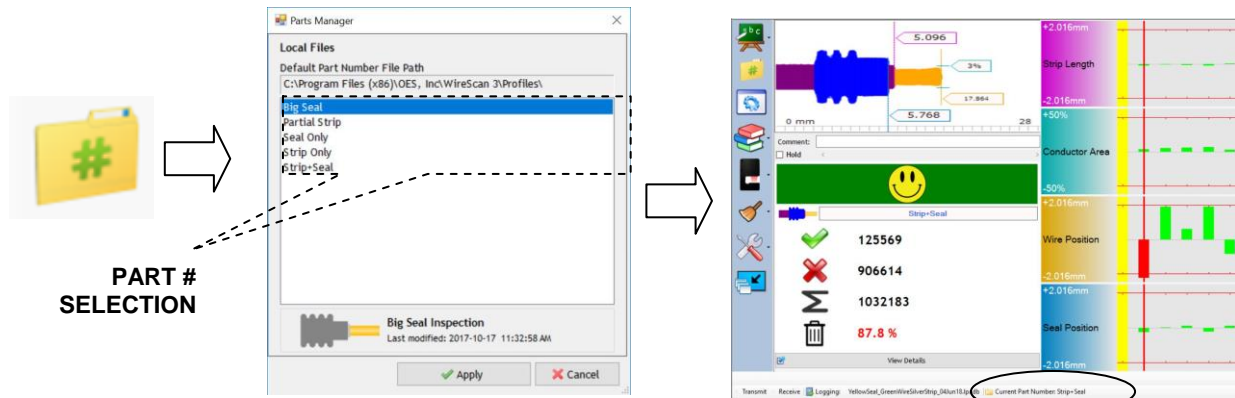 #
PART #
SELECTION
Parts Manager
Local Files
Default Part Number File Path
C:\Program Files (x86)\OES, Inc\WireScan 3\Profiles\
Big Seal
Partial Strip
Seal Only
Strip Only
Strip+Seal
Big Seal Inspection
Last modified: 2017-10-17 11:32:58 AM
Apply
Cancel
abc
#
5.096
3%
17.864
5.768
0 mm
28
Comment:
Hold
Strip+Seal
125569
906614
Σ
1032183
87.8 %
View Details
+2.016mm
Strip Length
-2.016mm
+50%
Conductor Area
-50%
+2.016mm
Wire Position
-2.016mm
+2.016mm
Seal Position
-2.016mm
Transmit Receive Logging: Current Part Number: Strip+Seal